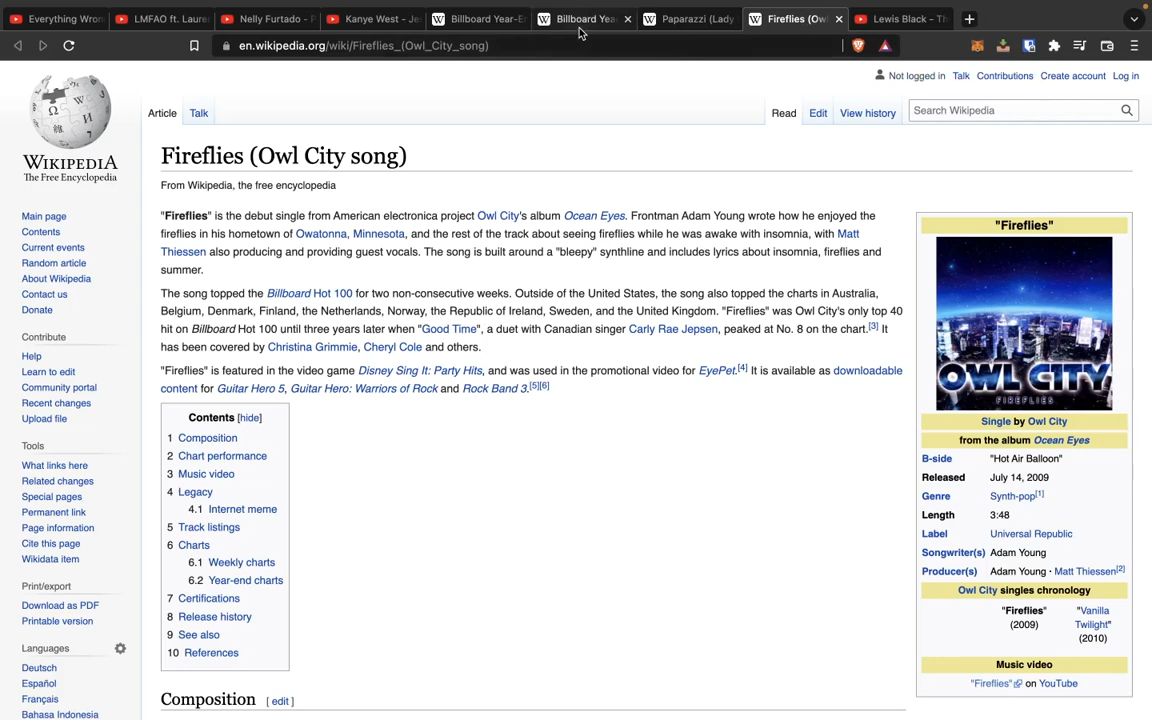 Everything Wron
LMFAO ft. Laure
Nelly Furtado - P
Kanye West - Je
Billboard Year-E
Billboard Yea
Paparazzi (Lady
Fireflies (Owl
Lewis Black - Th
en.wikipedia.org/wiki/Fireflies_(Owl_City_song)
Not logged in Talk Contributions Create account Log in
Article Talk
Read Edit View history
Search Wikipedia
WIKIPEDIA
The Free Encyclopedia
Main page
Contents
Current events
Random article
About Wikipedia
Contact us
Donate
Contribute
Help
Learn to edit
Community portal
Recent changes
Upload file
Tools
What links here
Related changes
Special pages
Permanent link
Page information
Cite this page
Wikidata item
Print/export
Download as PDF
Printable version
Languages
Deutsch
Español
Français
Bahasa Indonesia
Fireflies (Owl City song)
From Wikipedia, the free encyclopedia
"Fireflies" is the debut single from American electronica project Owl City's album Ocean Eyes. Frontman Adam Young wrote how he enjoyed the
fireflies in his hometown of Owatonna, Minnesota, and the rest of the track about seeing fireflies while he was awake with insomnia, with Matt
Thiessen also producing and providing guest vocals. The song is built around a "bleepy" synthline and includes lyrics about insomnia, fireflies and
summer.
The song topped the Billboard Hot 100 for two non-consecutive weeks. Outside of the United States, the song also topped the charts in Australia,
Belgium, Denmark, Finland, the Netherlands, Norway, the Republic of Ireland, Sweden, and the United Kingdom. "Fireflies" was Owl City's only top 40
hit on Billboard Hot 100 until three years later when "Good Time", a duet with Canadian singer Carly Rae Jepsen, peaked at No. 8 on the chart.[3] It
has been covered by Christina Grimmie, Cheryl Cole and others.
"Fireflies" is featured in the video game Disney Sing It: Party Hits, and was used in the promotional video for EyePet.[4] It is available as downloadable
content for Guitar Hero 5, Guitar Hero: Warriors of Rock and Rock Band 3.[5][6]
Contents [hide]
1 Composition
2 Chart performance
3 Music video
4 Legacy
4.1 Internet meme
5 Track listings
6 Charts
6.1 Weekly charts
6.2 Year-end charts
7 Certifications
8 Release history
9 See also
10 References
Composition [ edit ]
"Fireflies"
OWL CITY
FIREFLIES
Single by Owl City
from the album Ocean Eyes
B-side "Hot Air Balloon"
Released July 14, 2009
Genre Synth-pop[1]
Length 3:48
Label Universal Republic
Songwriter(s) Adam Young
Producer(s) Adam Young · Matt Thiessen[2]
Owl City singles chronology
"Fireflies" "Vanilla
(2009) Twilight"
(2010)
Music video
"Fireflies" on YouTube